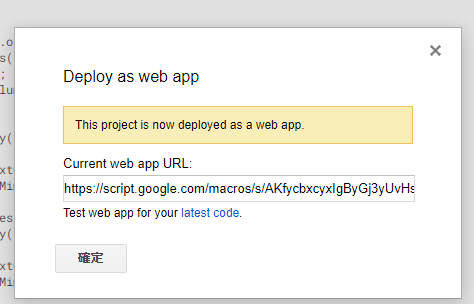 Deploy as web app
This project is now deployed as a web app.
Current web app URL:
https://script.google.com/macros/s/AKfycbxcyxIgByGj3yUvHs
Test web app for your latest code.
確定